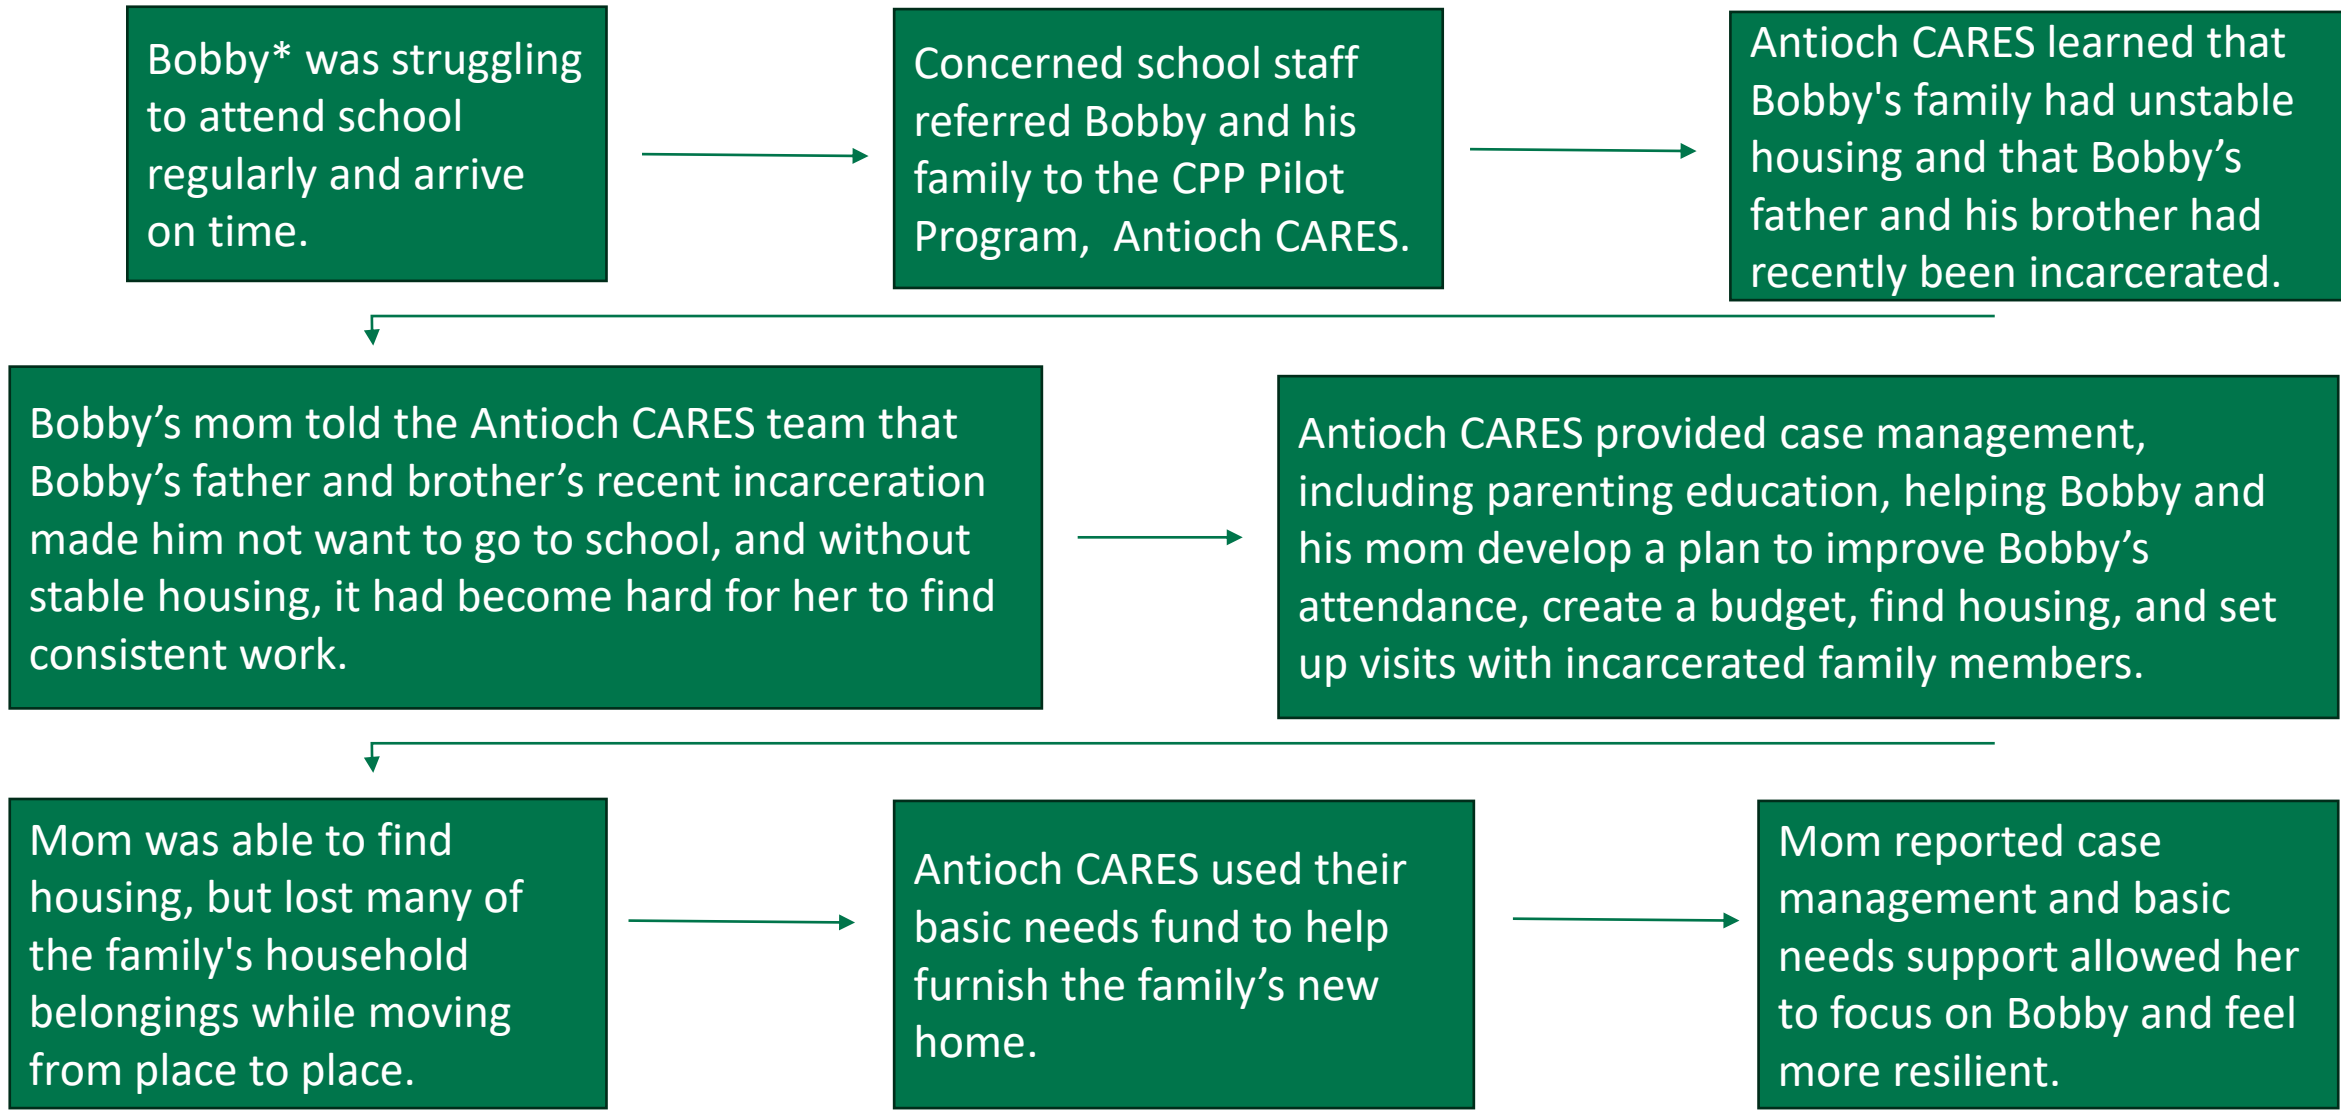 Bobby* was struggling
to attend school
regularly and arrive
on time.
Concerned school staff
referred Bobby and his
family to the CPP Pilot
Program,  Antioch CARES.
Antioch CARES learned that
Bobby's family had unstable
housing and that Bobby’s
father and his brother had
recently been incarcerated.
Bobby’s mom told the Antioch CARES team that
Bobby’s father and brother’s recent incarceration
made him not want to go to school, and without
stable housing, it had become hard for her to find
consistent work.
Antioch CARES provided case management,
including parenting education, helping Bobby and
his mom develop a plan to improve Bobby’s
attendance, create a budget, find housing, and set
up visits with incarcerated family members.
Mom was able to find
housing, but lost many of
the family's household
belongings while moving
from place to place.
Antioch CARES used their
basic needs fund to help
furnish the family’s new
home.
Mom reported case
management and basic
needs support allowed her
to focus on Bobby and feel
more resilient.